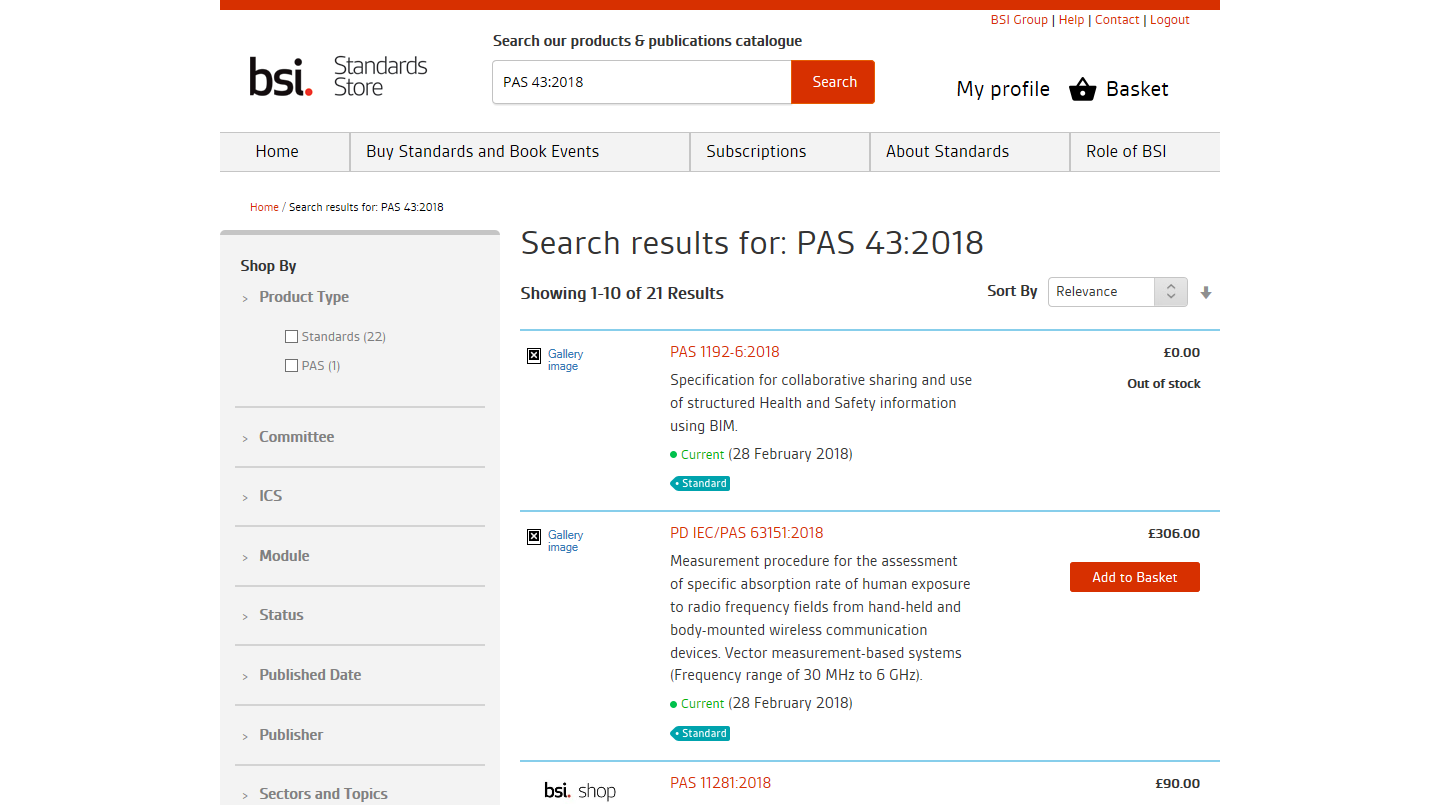 BSI Group | Help | Contact | Logout
Search our products & publications catalogue
bsi. Standards
Store
PAS 43:2018
Search
My profile
Basket
Home
Buy Standards and Book Events
Subscriptions
About Standards
Role of BSI
Home / Search results for: PAS 43:2018
Shop By
> Product Type
Standards (22)
PAS (1)
> Committee
> ICS
> Module
> Status
> Published Date
> Publisher
> Sectors and Topics
Search results for: PAS 43:2018
Showing 1-10 of 21 Results
Sort By
Relevance
Gallery
image
PAS 1192-6:2018
£0.00
Specification for collaborative sharing and use
of structured Health and Safety information
using BIM.
Out of stock
Current (28 February 2018)
Standard
Gallery
image
PD IEC/PAS 63151:2018
£306.00
Measurement procedure for the assessment
of specific absorption rate of human exposure
to radio frequency fields from hand-held and
body-mounted wireless communication
devices. Vector measurement-based systems
(Frequency range of 30 MHz to 6 GHz).
Add to Basket
Current (28 February 2018)
Standard
bsi. shop
PAS 11281:2018
£90.00